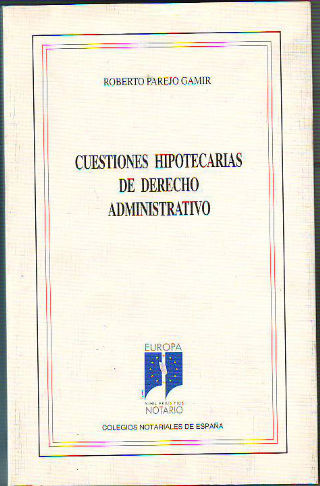 ROBERTO PAREJO GAMIR
CUESTIONES HIPOTECARIAS
DE DERECHO
ADMINISTRATIVO
EUROPA
NOTARIO
COLEGIOS NOTARIALES DE ESPAÑA